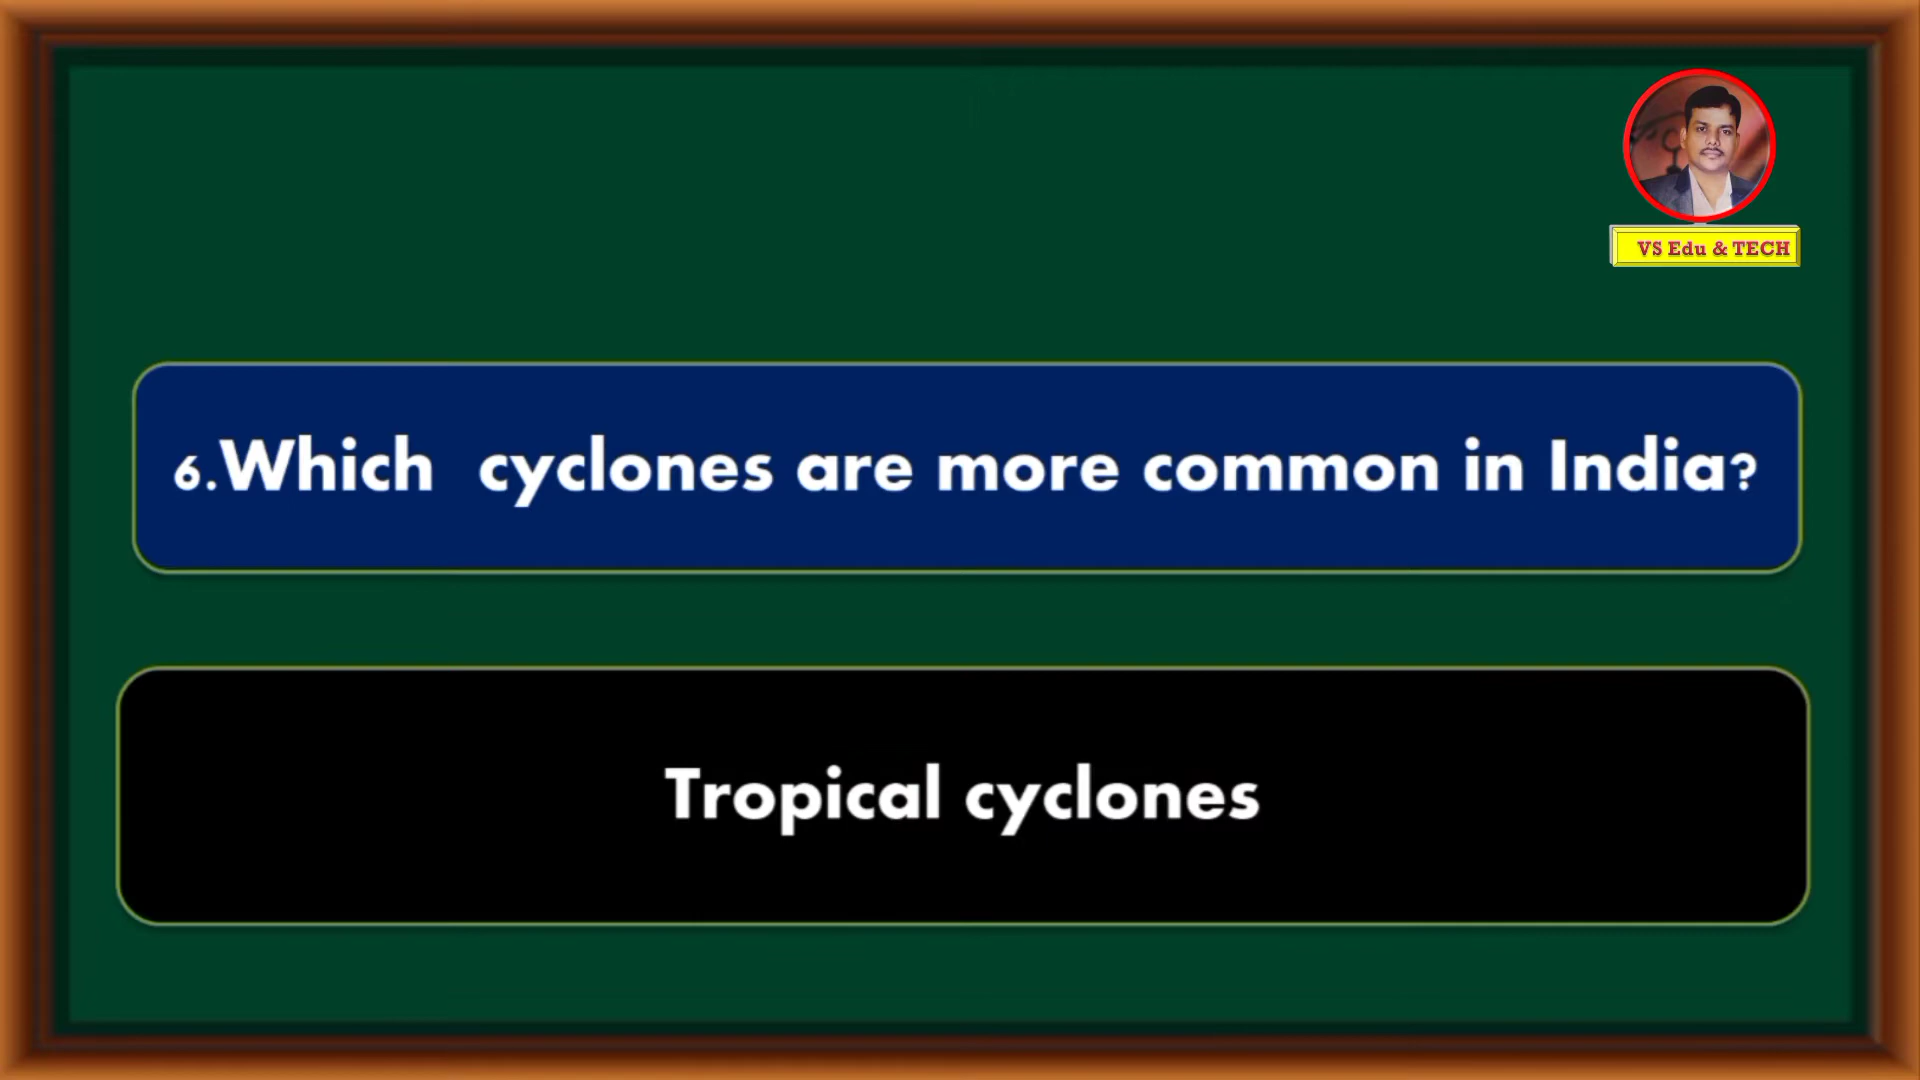 VS Edu & TECH
6.Which cyclones are more common in India?
Tropical cyclones